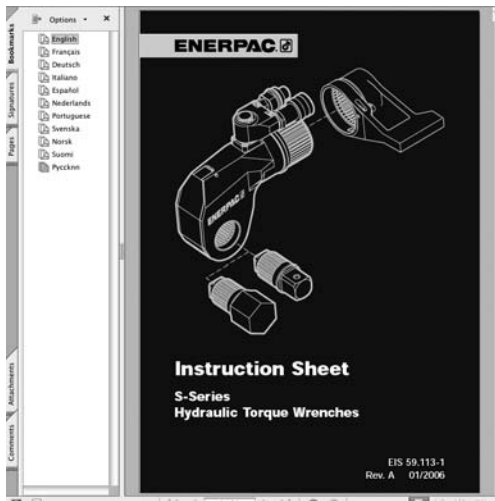 Options
Bookmarks
Signatures
Pages
Attachments
Comments
English
Français
Deutsch
Italiano
Español
Nederlands
Portuguese
Svenska
Norsk
Suomi
Русскпп
ENERPAC.
ENERPAC
Instruction Sheet
S-Series
Hydraulic Torque Wrenches
EIS 59.113-1
Rev. A 01/2006